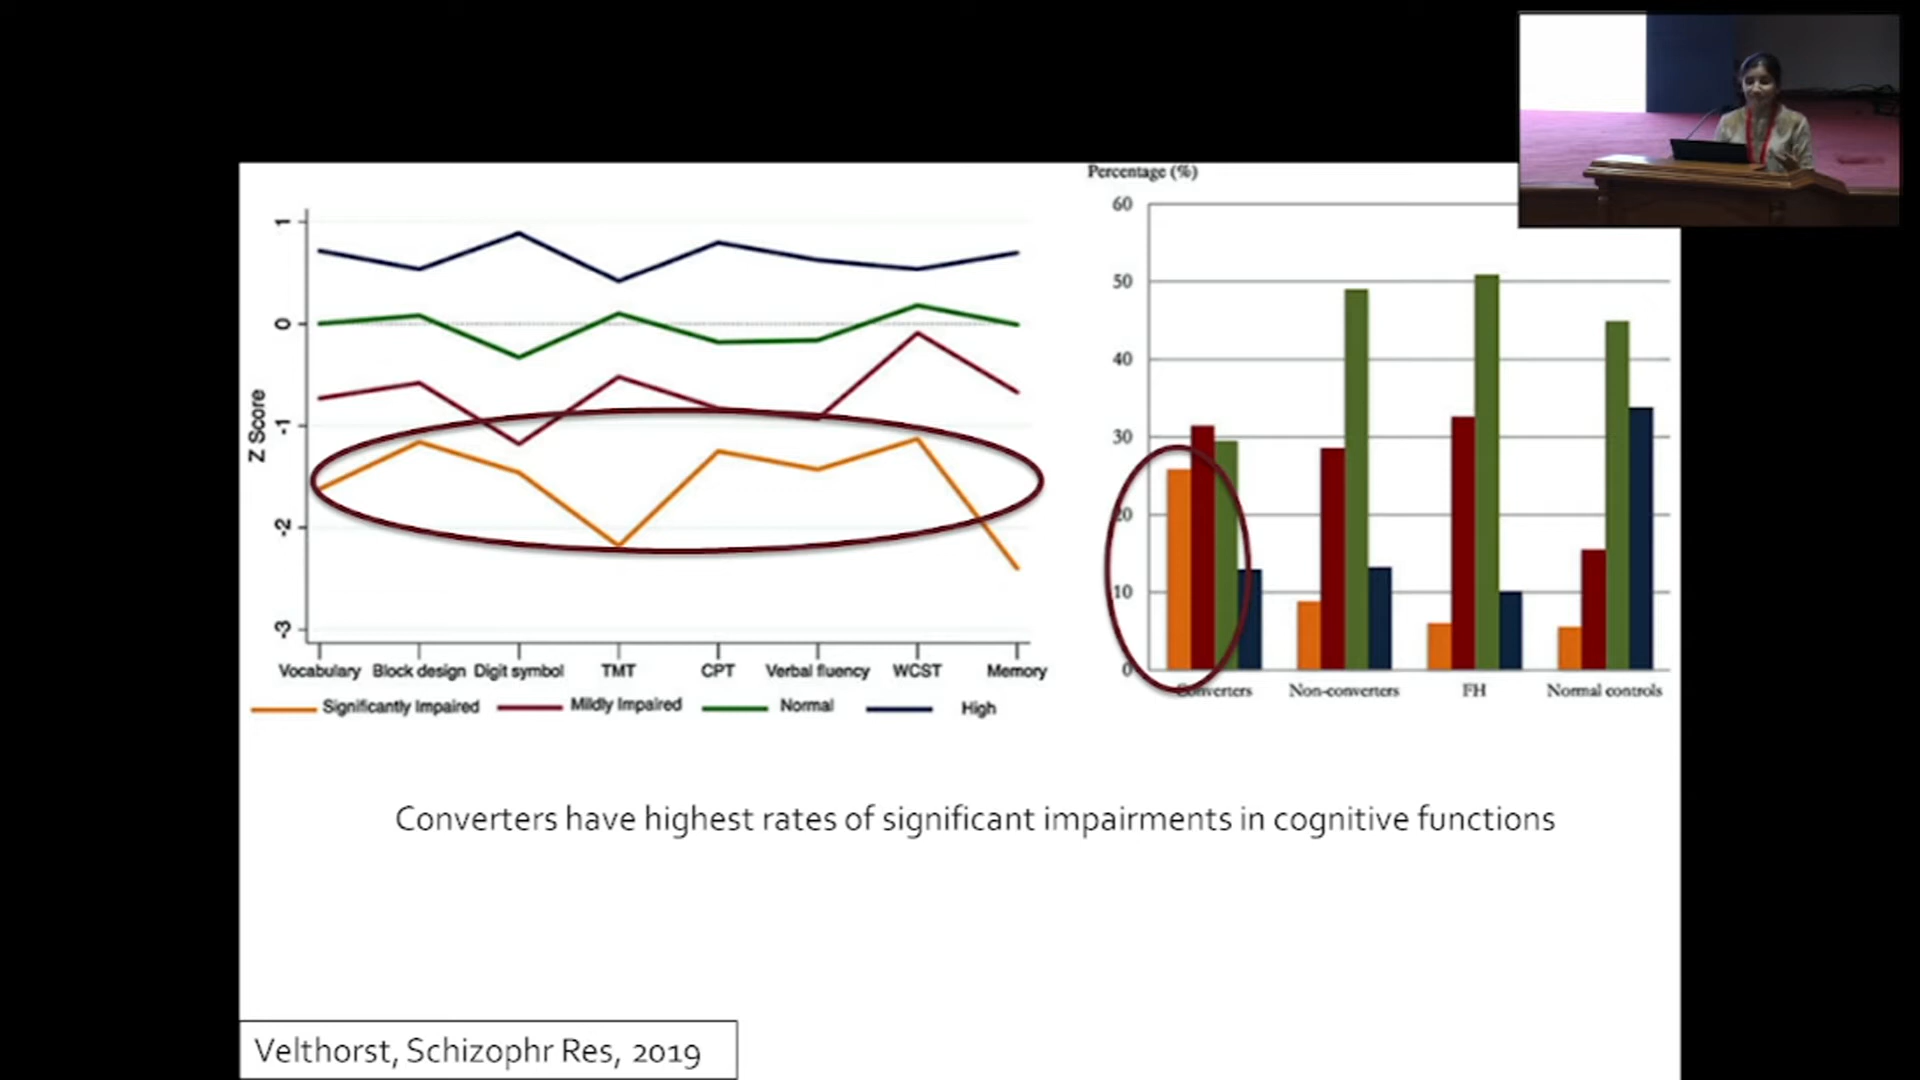 Percentage (%)
60
50
40
30
20
10
0
Converters Non-converters FH Normal controls
1
0
-1
-2
-3
Z Score
Vocabulary Block design Digit symbol TMT CPT Verbal fluency WCST Memory
Significantly Impaired Mildly Impaired Normal High
Converters have highest rates of significant impairments in cognitive functions
Velthorst, Schizophr Res, 2019